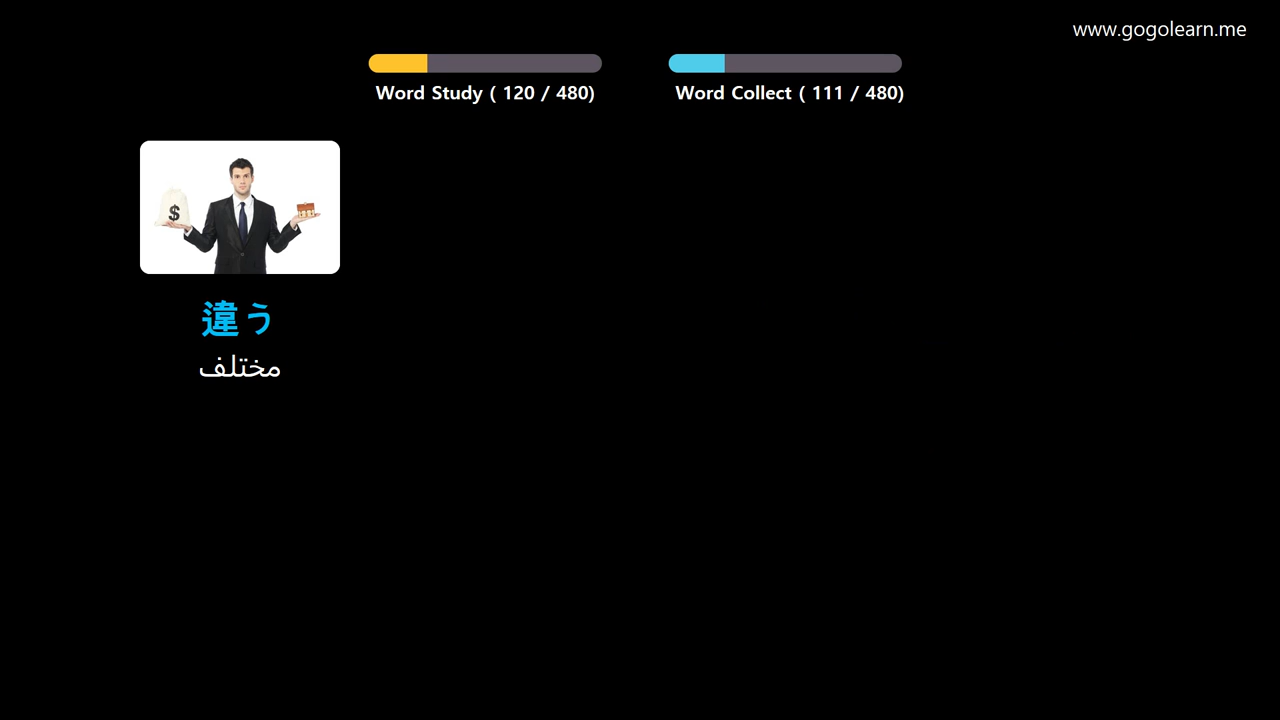 www.gogolearn.me
Word Study ( 120 / 480)
Word Collect ( 111 / 480)
$
違う
مختلف